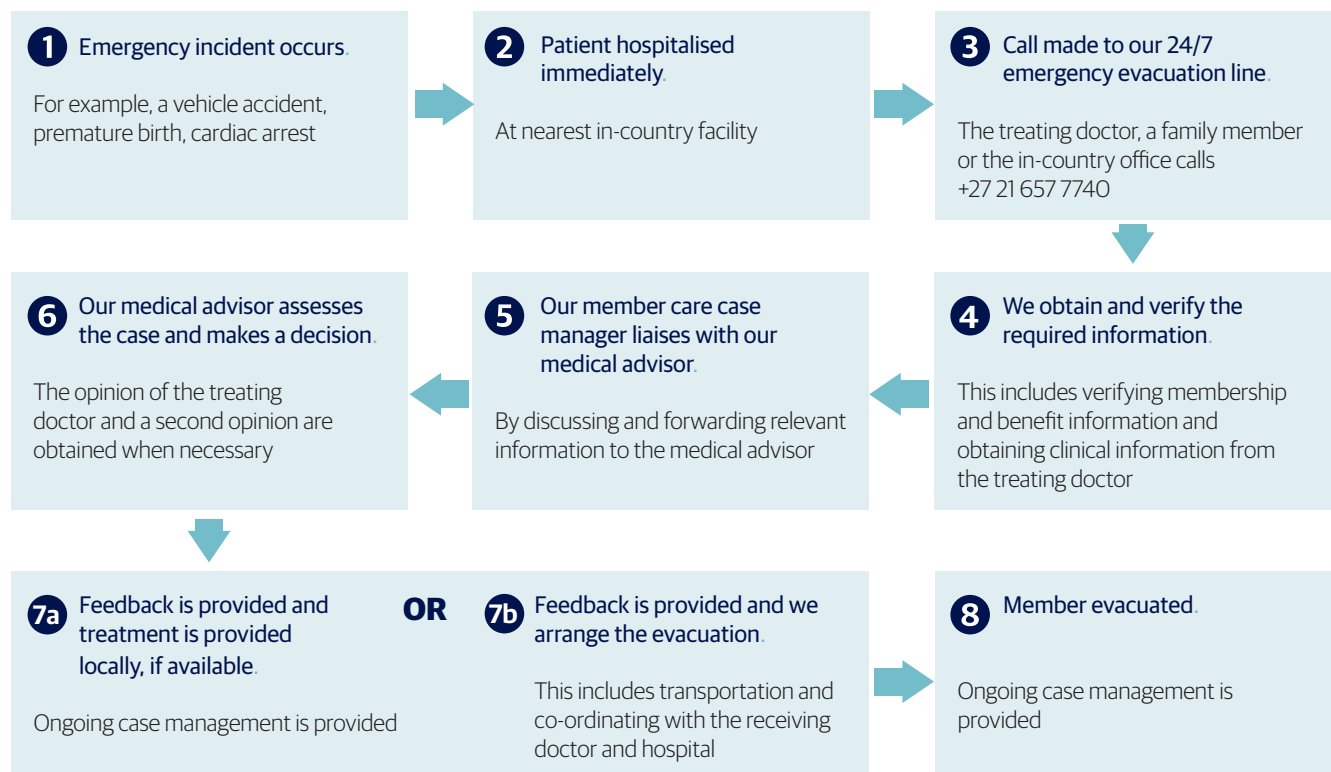 1 Emergency incident occurs.
For example, a vehicle accident,
premature birth, cardiac arrest
2 Patient hospitalised
immediately.
At nearest in-country facility
3 Call made to our 24/7
emergency evacuation line.
The treating doctor, a family member
or the in-country office calls
+27 21 657 7740
4 We obtain and verify the
required information.
This includes verifying membership
and benefit information and
obtaining clinical information from
the treating doctor
5 Our member care case
manager liaises with our
medical advisor.
By discussing and forwarding relevant
information to the medical advisor
6 Our medical advisor assesses
the case and makes a decision.
The opinion of the treating
doctor and a second opinion are
obtained when necessary
7a Feedback is provided and
treatment is provided
locally, if available.
Ongoing case management is provided
OR
7b Feedback is provided and we
arrange the evacuation.
This includes transportation and
co-ordinating with the receiving
doctor and hospital
8 Member evacuated.
Ongoing case management is
provided